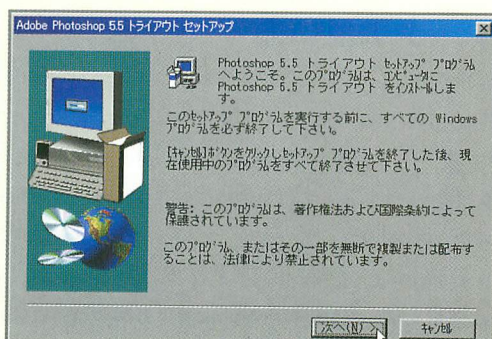 Adobe Photoshop 5.5 トライアウト セットアップ
Photoshop 5.5 トライアウト ｾｯﾄｱｯﾌﾟ ﾌﾟﾛｸﾞﾗﾑ
へようこそ。このﾌﾟﾛｸﾞﾗﾑは、ｺﾝﾋﾟｭｰﾀに
Photoshop 5.5 トライアウト をｲﾝｽﾄｰﾙしま
す。
このｾｯﾄｱｯﾌﾟ ﾌﾟﾛｸﾞﾗﾑを実行する前に、すべての Windows
ﾌﾟﾛｸﾞﾗﾑを必ず終了して下さい。
[ｷｬﾝｾﾙ]ﾎﾞﾀﾝをｸﾘｯｸしｾｯﾄｱｯﾌﾟ ﾌﾟﾛｸﾞﾗﾑを終了した後、現
在使用中のﾌﾟﾛｸﾞﾗﾑをすべて終了させて下さい。
警告: このﾌﾟﾛｸﾞﾗﾑは、著作権法および国際条約によって
保護されています。
このﾌﾟﾛｸﾞﾗﾑ、またはその一部を無断で複製または配布す
ることは、法律により禁止されています。
次へ(N) >
ｷｬﾝｾﾙ